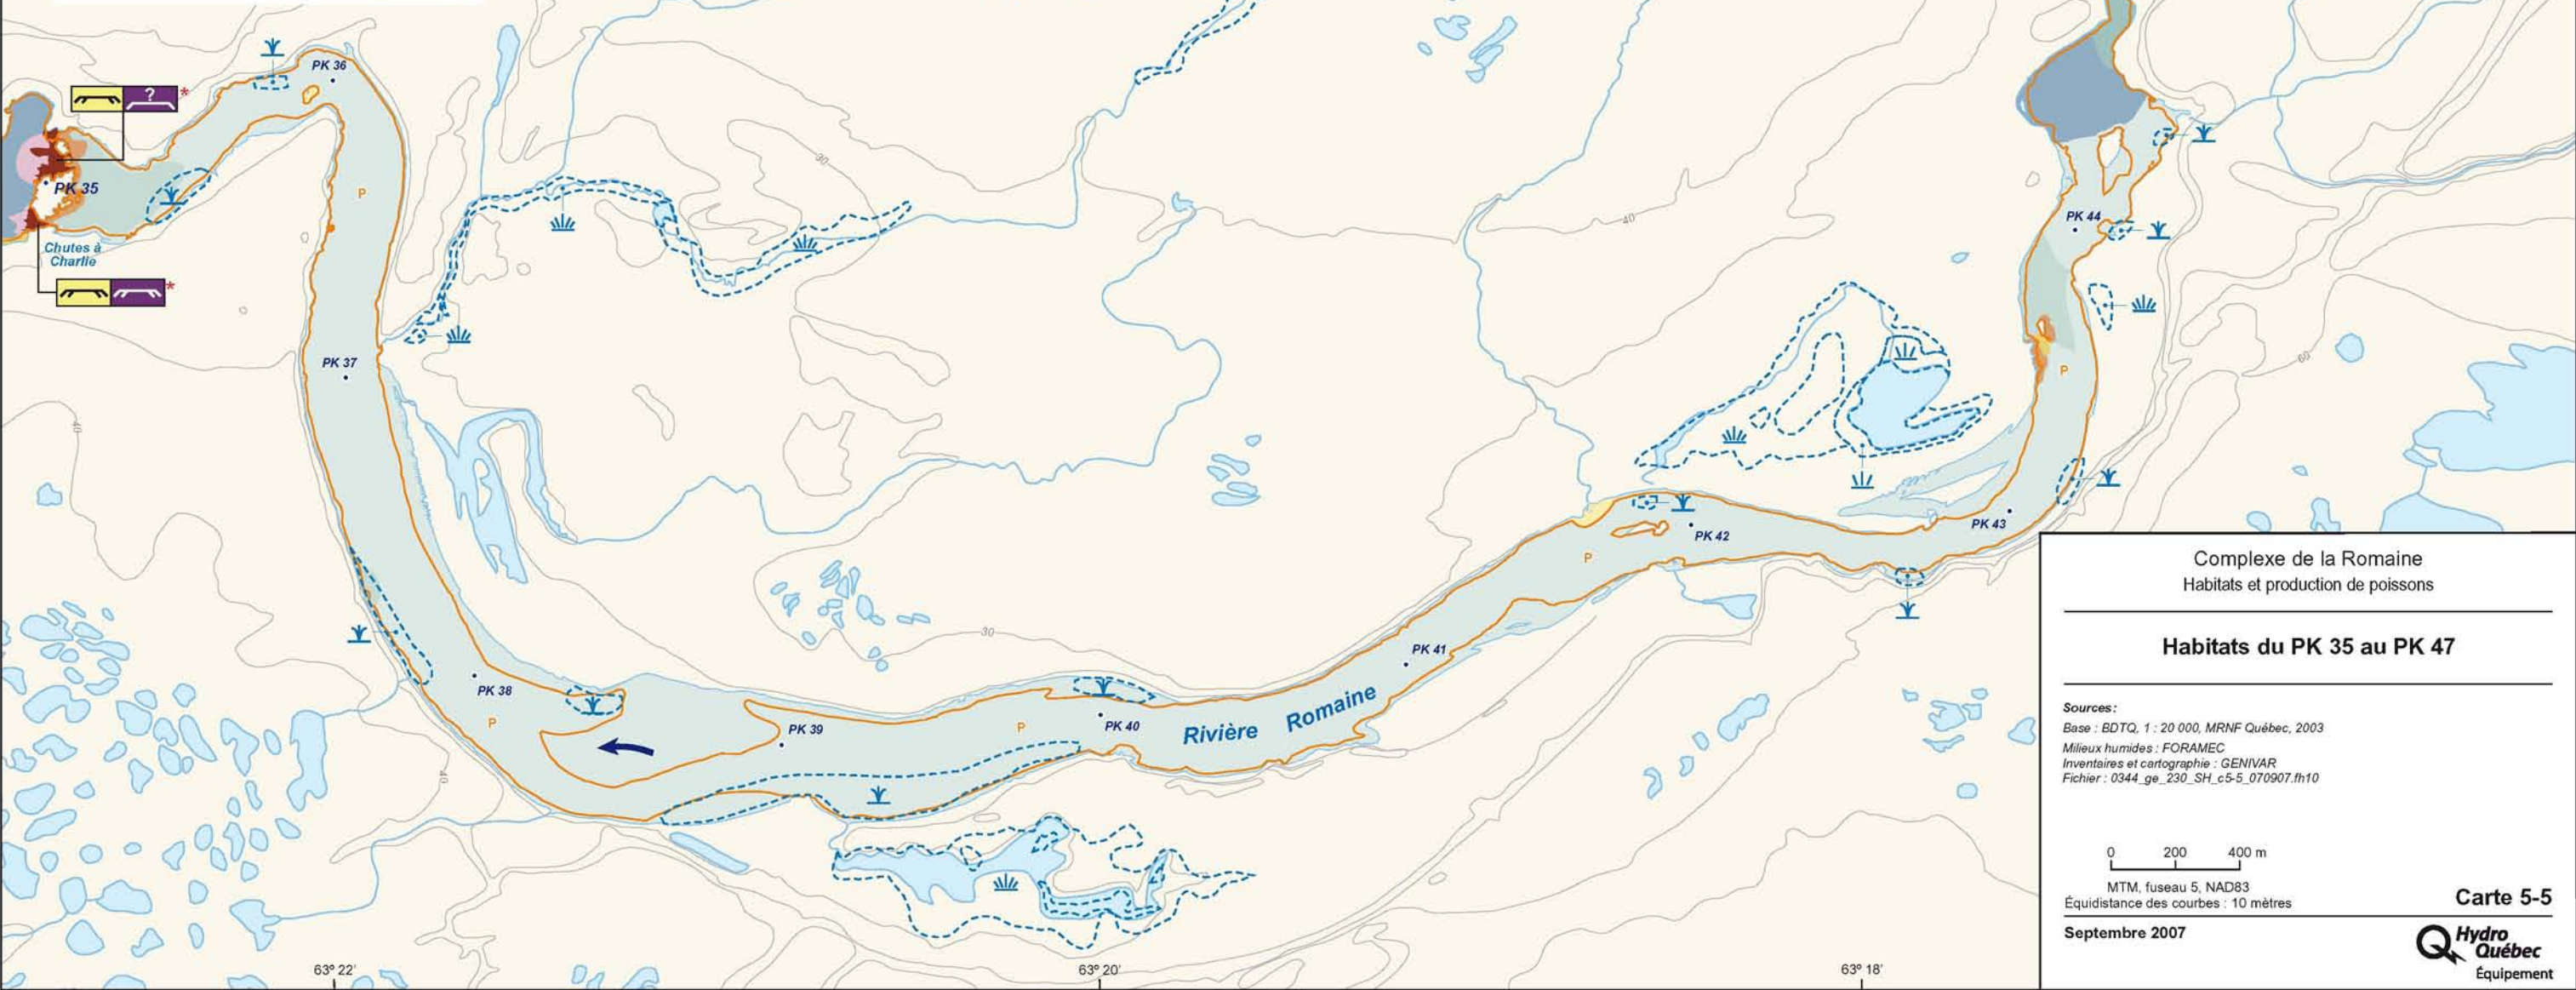 PK 36
?
*
PK 35
Chutes à
Charlie
*
P
30
40
PK 44
PK 37
P
60
40
PK 43
PK 42
P
30
PK 41
PK 38
P
PK 39
P
PK 40
Rivière Romaine
40
63° 22'
63° 20'
63° 18'
Complexe de la Romaine
Habitats et production de poissons
Habitats du PK 35 au PK 47
Sources :
Base : BDTQ, 1 : 20 000, MRNF Québec, 2003
Milieux humides : FORAMEC
Inventaires et cartographie : GENIVAR
Fichier : 0344_ge_230_SH_c5-5_070907.fh10
0 200 400 m
MTM, fuseau 5, NAD83
Équidistance des courbes : 10 mètres
Carte 5-5
Septembre 2007
Hydro
Québec
Équipement